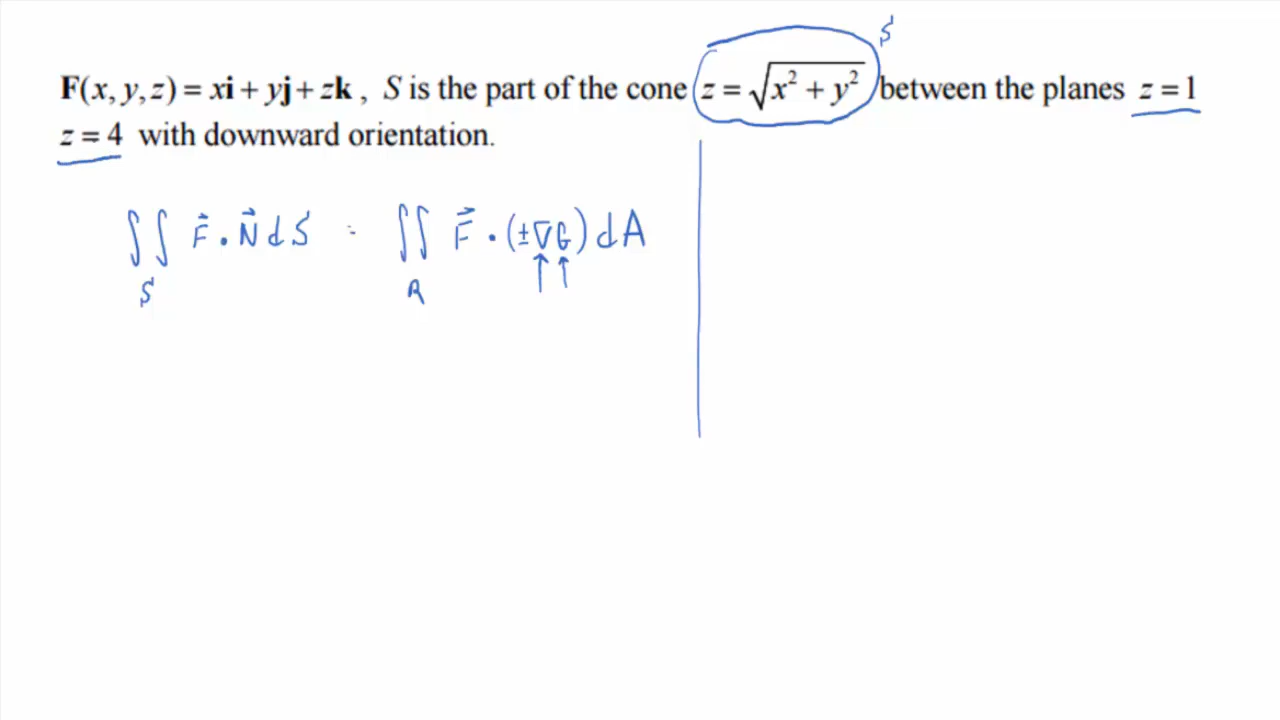 S
F(x, y, z) = xi + yj + zk , S is the part of the cone z = √x² + y² between the planes z = 1
z = 4 with downward orientation.
∬ F⃗ · N⃗ dS = ∬ F⃗ · (±∇G) dA
S R